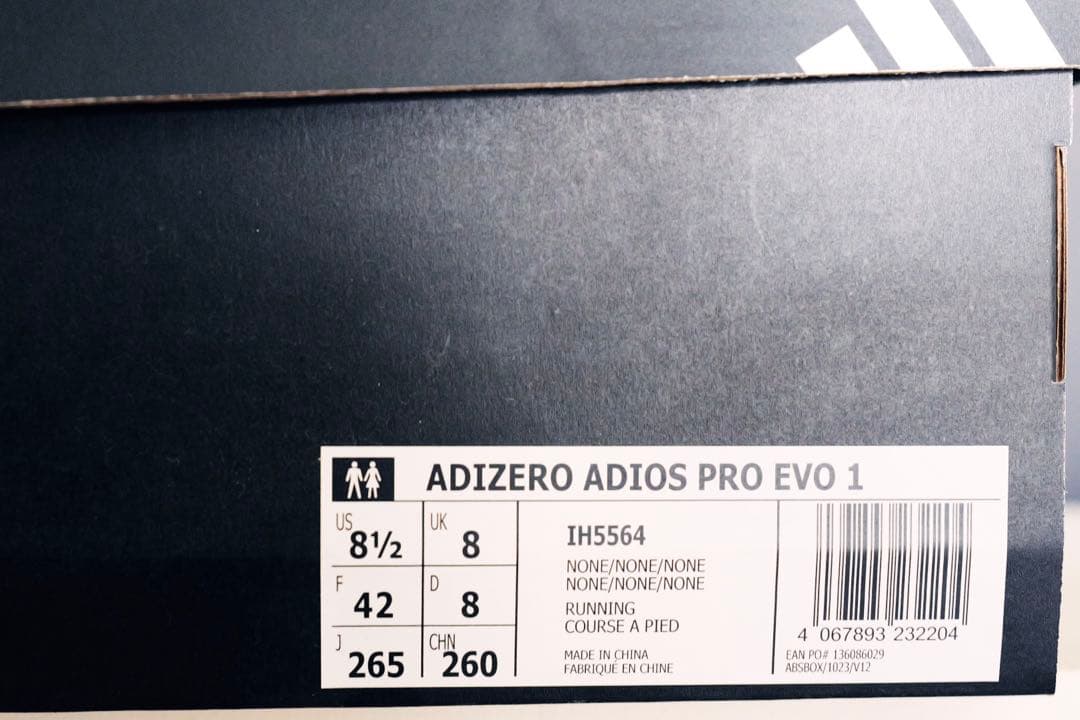 ADIZERO ADIOS PRO EVO 1
US 8½ UK 8
F 42 D 8
J 265 CHN 260
IH5564
NONE/NONE/NONE
NONE/NONE/NONE
RUNNING
COURSE A PIED
MADE IN CHINA
FABRIQUÉ EN CHINE
4 067893 232204
EAN PO# 136086029
ABSBOX/1023/V12